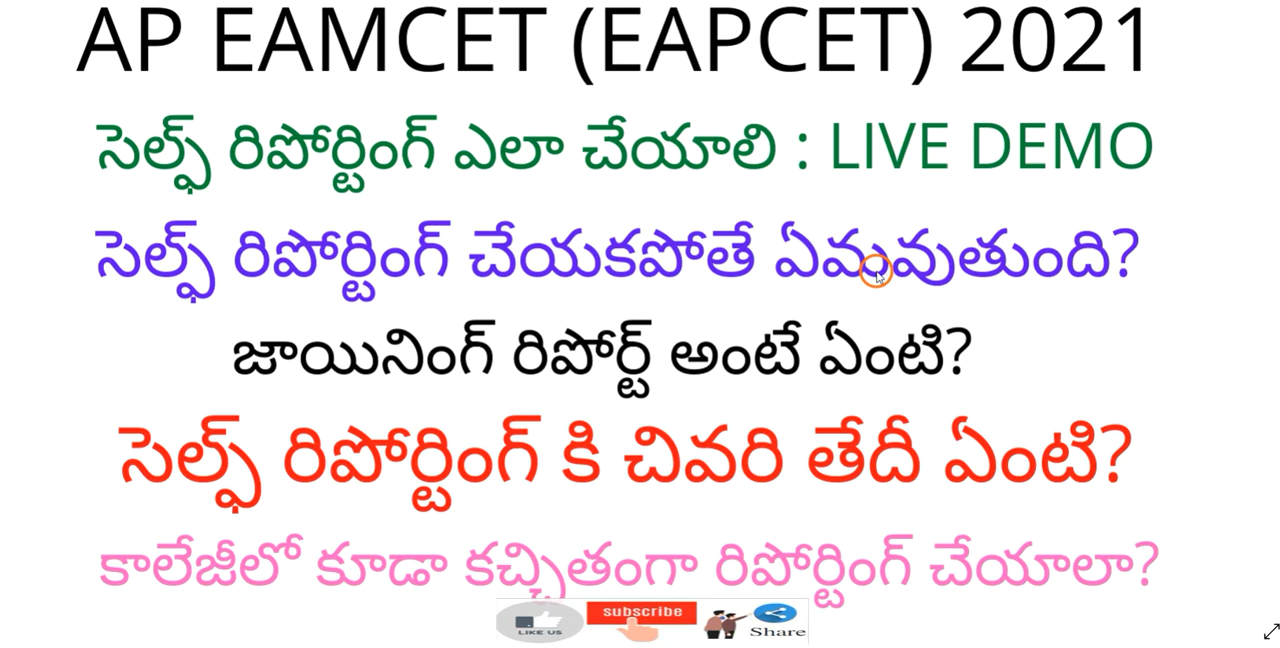 AP EAMCET (EAPCET) 2021
సెల్ఫ్ రిపోర్టింగ్ ఎలా చేయాలి : LIVE DEMO
సెల్ఫ్ రిపోర్టింగ్ చేయకపోతే ఏమవుతుంది?
జాయినింగ్ రిపోర్ట్ అంటే ఏంటి?
సెల్ఫ్ రిపోర్టింగ్ కి చివరి తేదీ ఏంటి?
కాలేజీలో కూడా కచ్చితంగా రిపోర్టింగ్ చేయాలా?
LIKE US
subscribe
Share